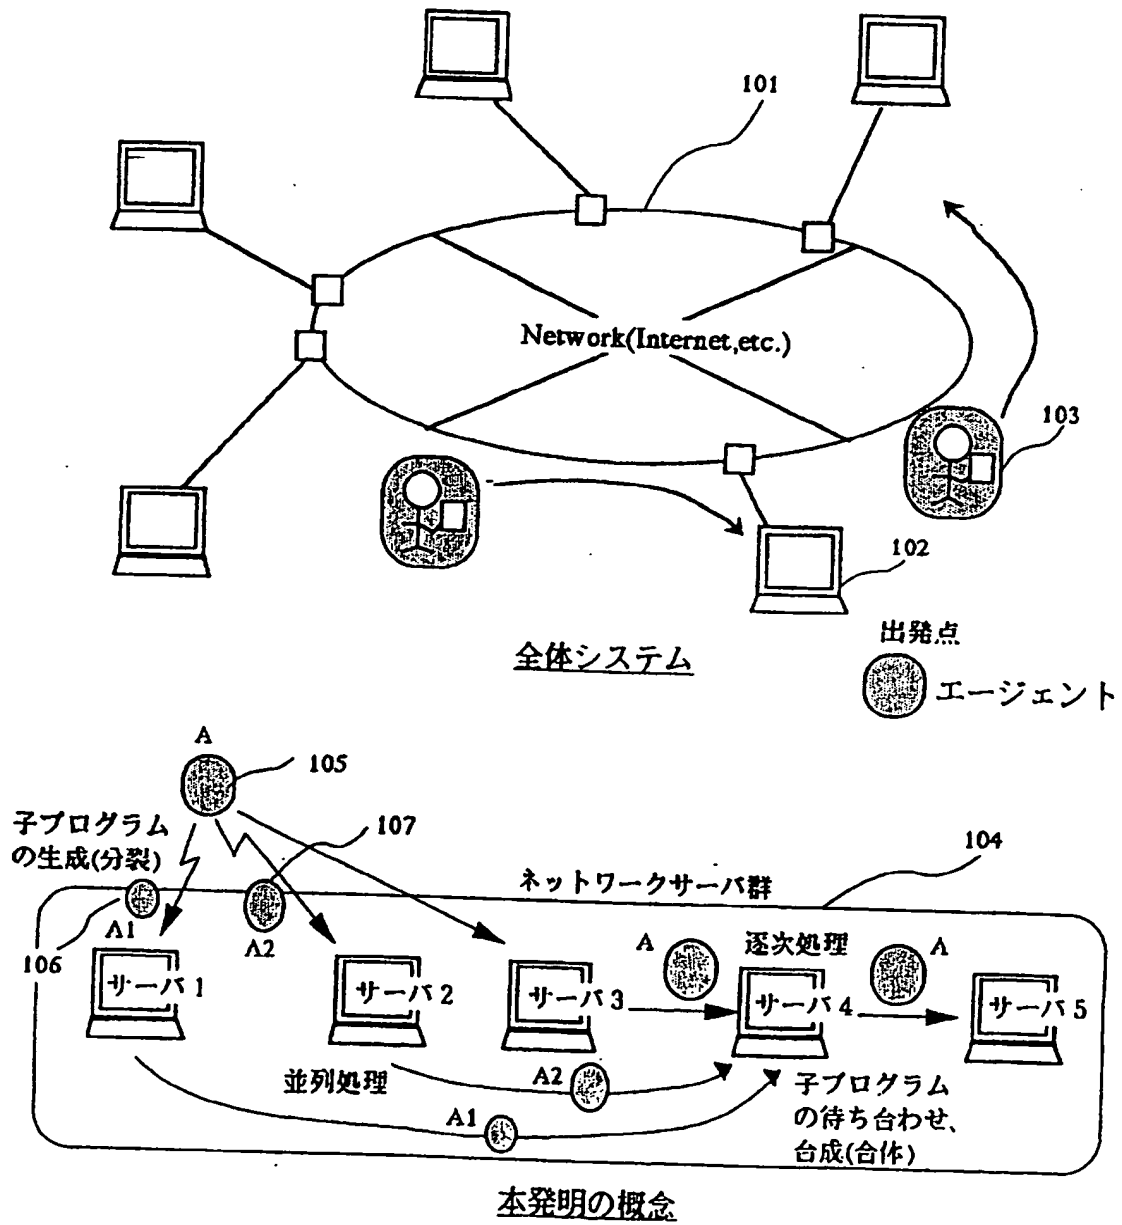 101
Network(Internet,etc.)
103
102
出発点
全体システム
エージェント
A
105
子プログラム
の生成(分裂)
107
104
ネットワークサーバ群
A1
A2
106
A
逐次処理
A
サーバ1
サーバ2
サーバ3
サーバ4
サーバ5
並列処理
A2
A1
子プログラム
の待ち合わせ、
台成(合作)
本発明の概念